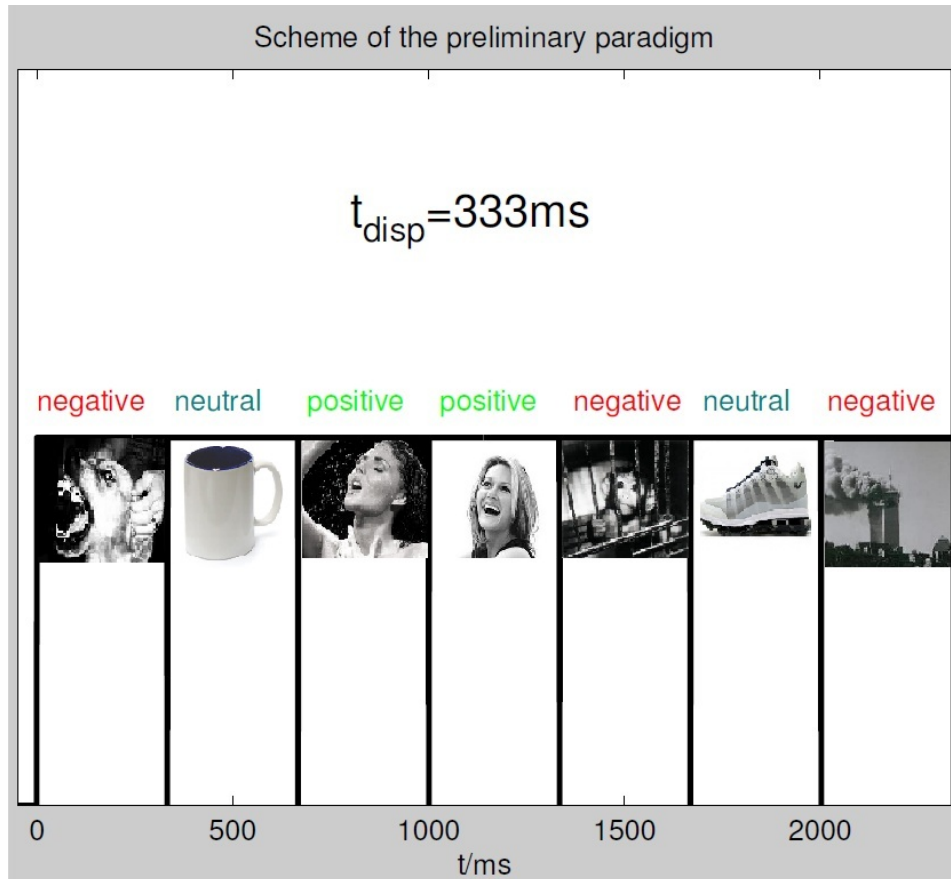 Scheme of the preliminary paradigm
t_disp=333ms
negative neutral positive positive negative neutral negative
0 500 1000 1500 2000
t/ms